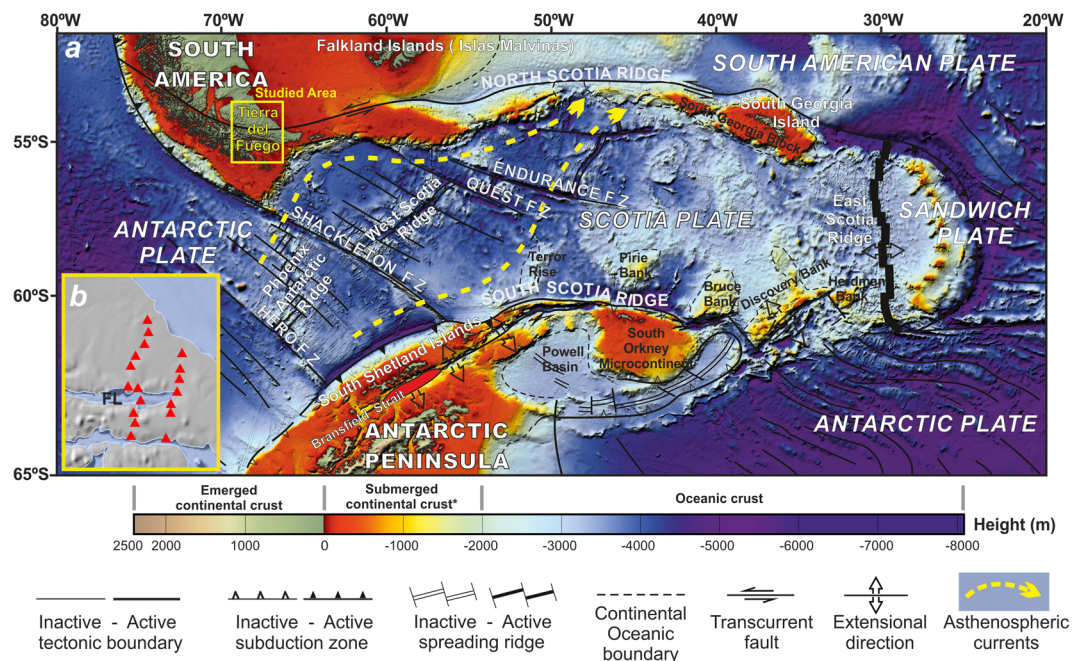 80°W 70°W 60°W 50°W 40°W 30°W 20°W
a
SOUTH
AMERICA
Falkland Islands ( Islas Malvinas)
SOUTH AMERICAN PLATE
NORTH SCOTIA RIDGE
Studied Area
Tierra
del
Fuego
South Georgia
Island
South Georgia Block
55°S
ENDURANCE F Z
QUEST F Z
West Scotia
Ridge
SHACKLETON F Z
SCOTIA PLATE
East
Scotia
Ridge
SANDWICH
PLATE
ANTARCTIC
PLATE
Phoenix
Antarctic
Ridge
HERO F Z
Terror
Rise
Pirie
Bank
Bruce
Bank
Discovery Bank
Herdman
Bank
60°S
b
FL
SOUTH SCOTIA RIDGE
South Shetland Islands
Powell
Basin
South
Orkney
Microcontinent
Bransfield Strait
ANTARCTIC
PENINSULA
ANTARCTIC PLATE
65°S
Emerged
continental crust
Submerged
continental crust*
Oceanic crust
Height (m)
2500 2000 1000 0 -1000 -2000 -3000 -4000 -5000 -6000 -7000 -8000
Inactive - Active
tectonic boundary
Inactive - Active
subduction zone
Inactive - Active
spreading ridge
Continental
Oceanic
boundary
Transcurrent
fault
Extensional
direction
Asthenospheric
currents